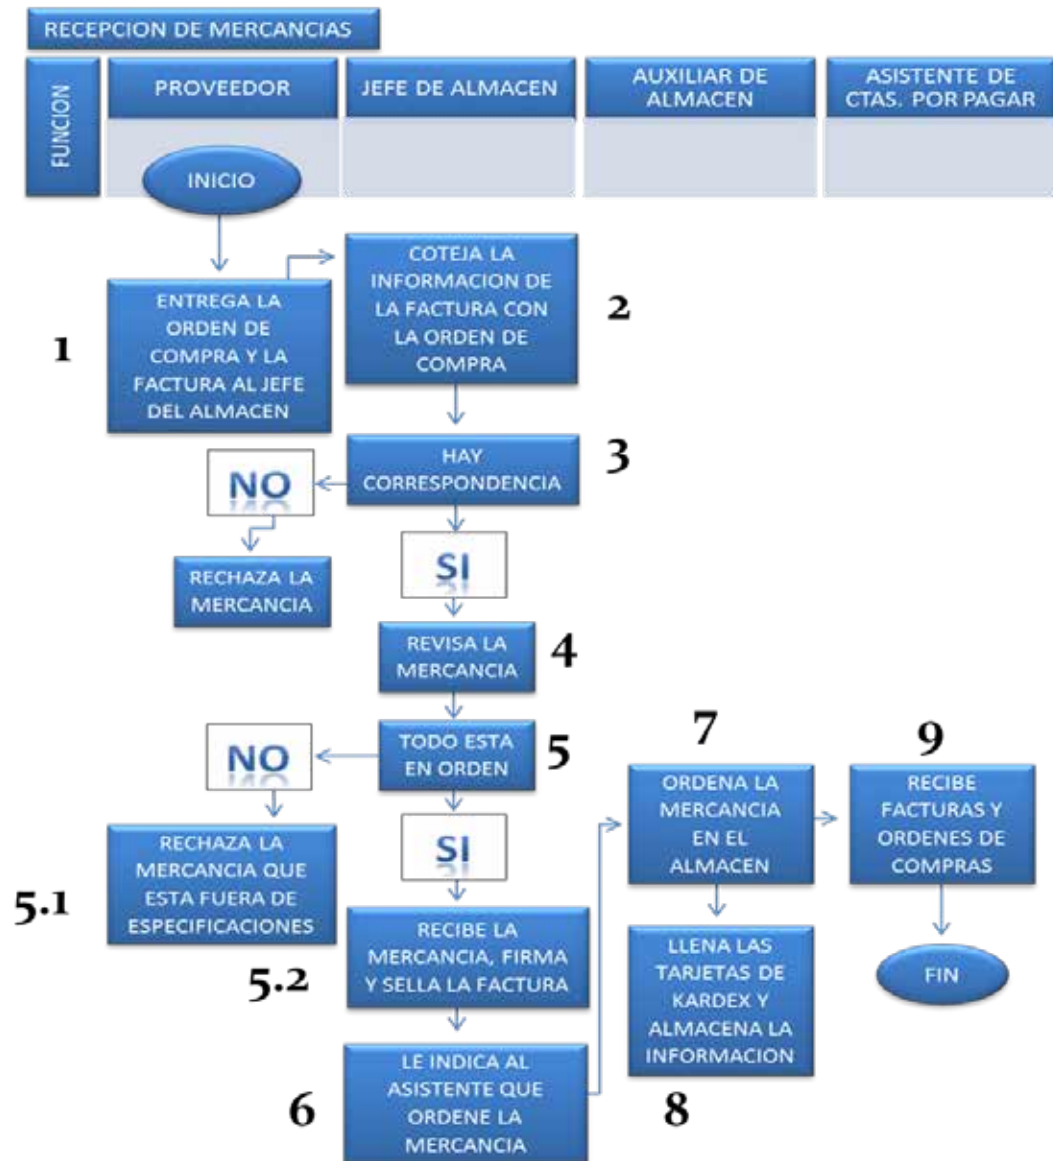 RECEPCION DE MERCANCIAS
FUNCION
PROVEEDOR
JEFE DE ALMACEN
AUXILIAR DE
ALMACEN
ASISTENTE DE
CTAS. POR PAGAR
INICIO
1
ENTREGA LA
ORDEN DE
COMPRA Y LA
FACTURA AL JEFE
DEL ALMACEN
COTEJA LA
INFORMACION DE
LA FACTURA CON
LA ORDEN DE
COMPRA
2
HAY
CORRESPONDENCIA
3
NO
RECHAZA LA
MERCANCIA
SI
REVISA LA
MERCANCIA
4
TODO ESTA
EN ORDEN
5
NO
RECHAZA LA
MERCANCIA QUE
ESTA FUERA DE
ESPECIFICACIONES
5.1
SI
RECIBE LA
MERCANCIA, FIRMA
Y SELLA LA FACTURA
5.2
LE INDICA AL
ASISTENTE QUE
ORDENE LA
MERCANCIA
6
7
ORDENA LA
MERCANCIA
EN EL
ALMACEN
LLENA LAS
TARJETAS DE
KARDEX Y
ALMACENA LA
INFORMACION
8
9
RECIBE
FACTURAS Y
ORDENES DE
COMPRAS
FIN